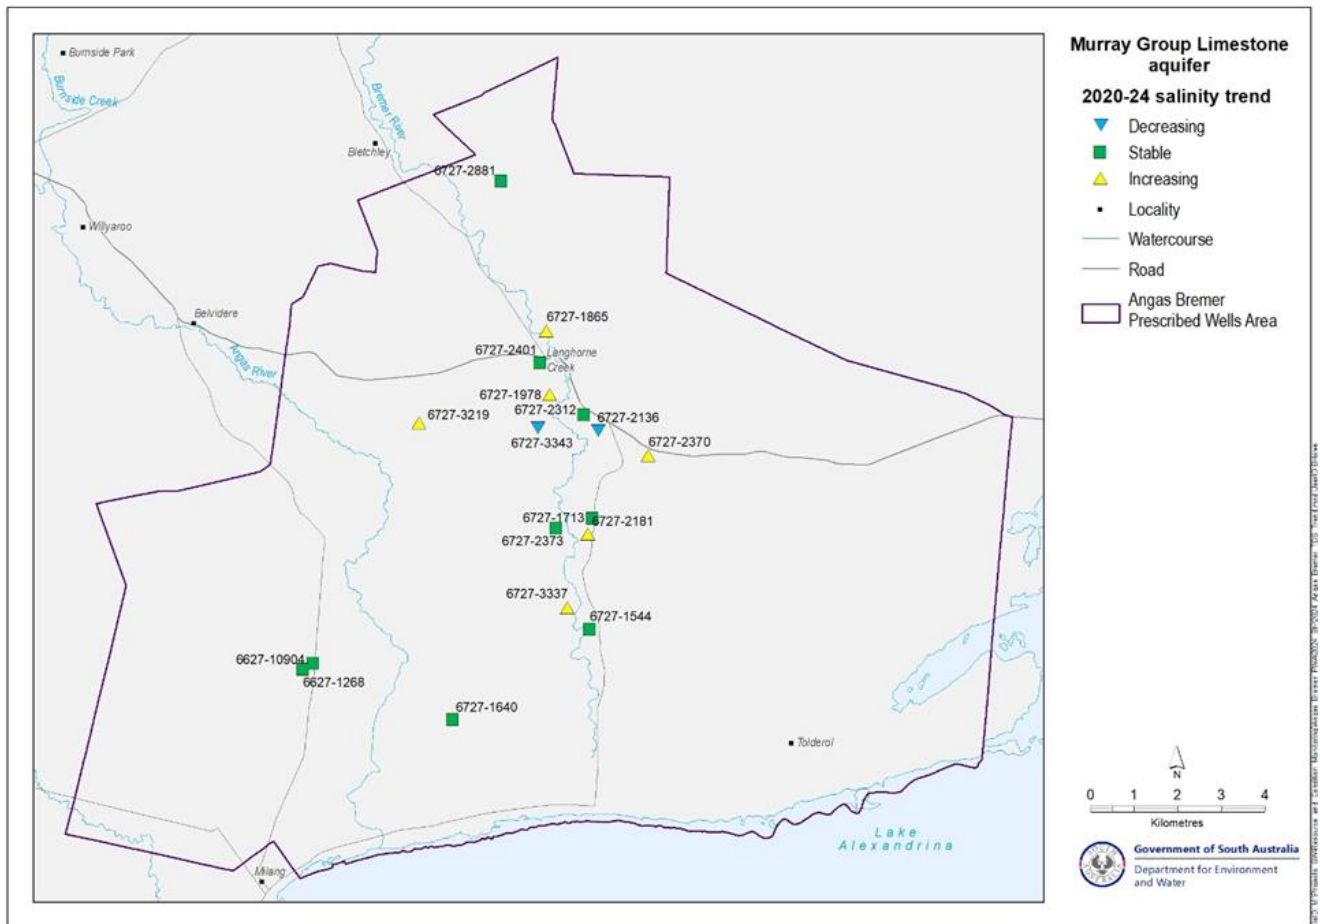 Burnside Park
Burnside Creek
Bremer River
Bletchley
6727-2881
Willyaroo
Belvidere
Angas River
6727-1865
6727-2401
Langhorne
Creek
6727-1978
6727-2312
6727-2136
6727-3219
6727-3343
6727-2370
6727-1713
6727-2181
6727-2373
6727-3337
6727-1544
6627-10904
6627-1268
6727-1640
Tolderol
Milang
Lake
Alexandrina
Murray Group Limestone
aquifer
2020-24 salinity trend
Decreasing
Stable
Increasing
Locality
Watercourse
Road
Angas Bremer
Prescribed Wells Area
N
0 1 2 3 4
Kilometres
Government of South Australia
Department for Environment
and Water